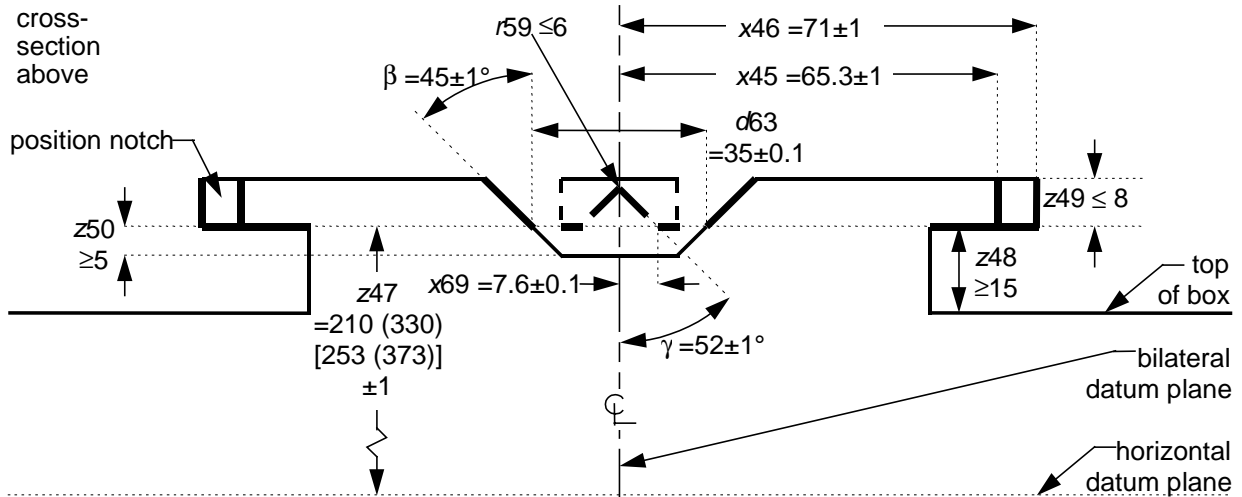 cross-
section
above
r59 ≤6
x46 =71±1
β =45±1°
x45 =65.3±1
d63
=35±0.1
position notch
z49 ≤ 8
z50
≥5
z47
=210 (330)
[253 (373)]
±1
x69 =7.6±0.1
z48
≥15
top
of box
γ =52±1°
bilateral
datum plane
CL
horizontal
datum plane